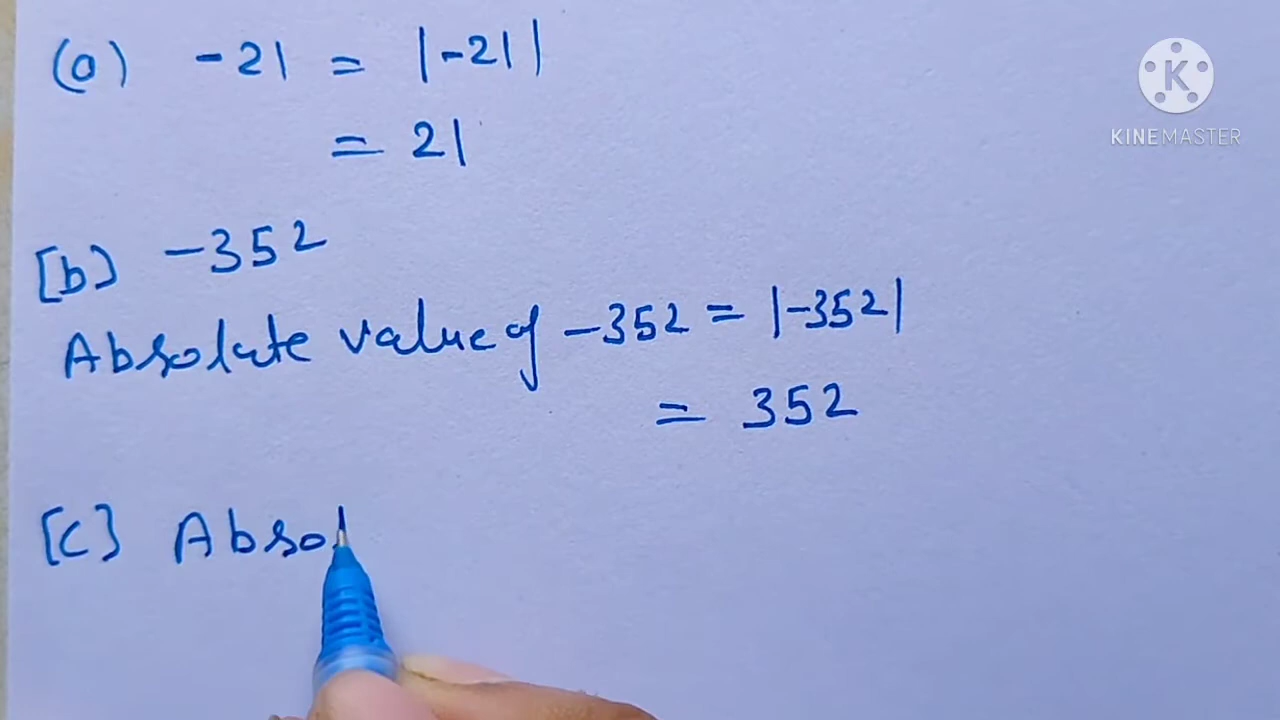 (a) -21 = |-21|
= 21
[b] -352
Absolute value of -352 = |-352|
= 352
[C] Absol
K
KINEMASTER